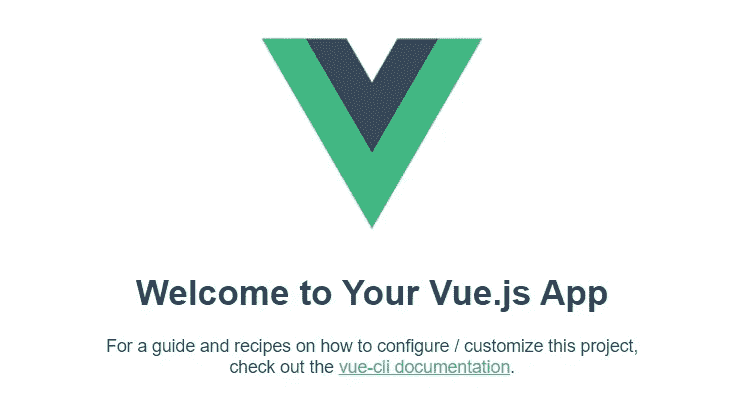 Welcome to Your Vue.js App
For a guide and recipes on how to configure / customize this project,
check out the vue-cli documentation.